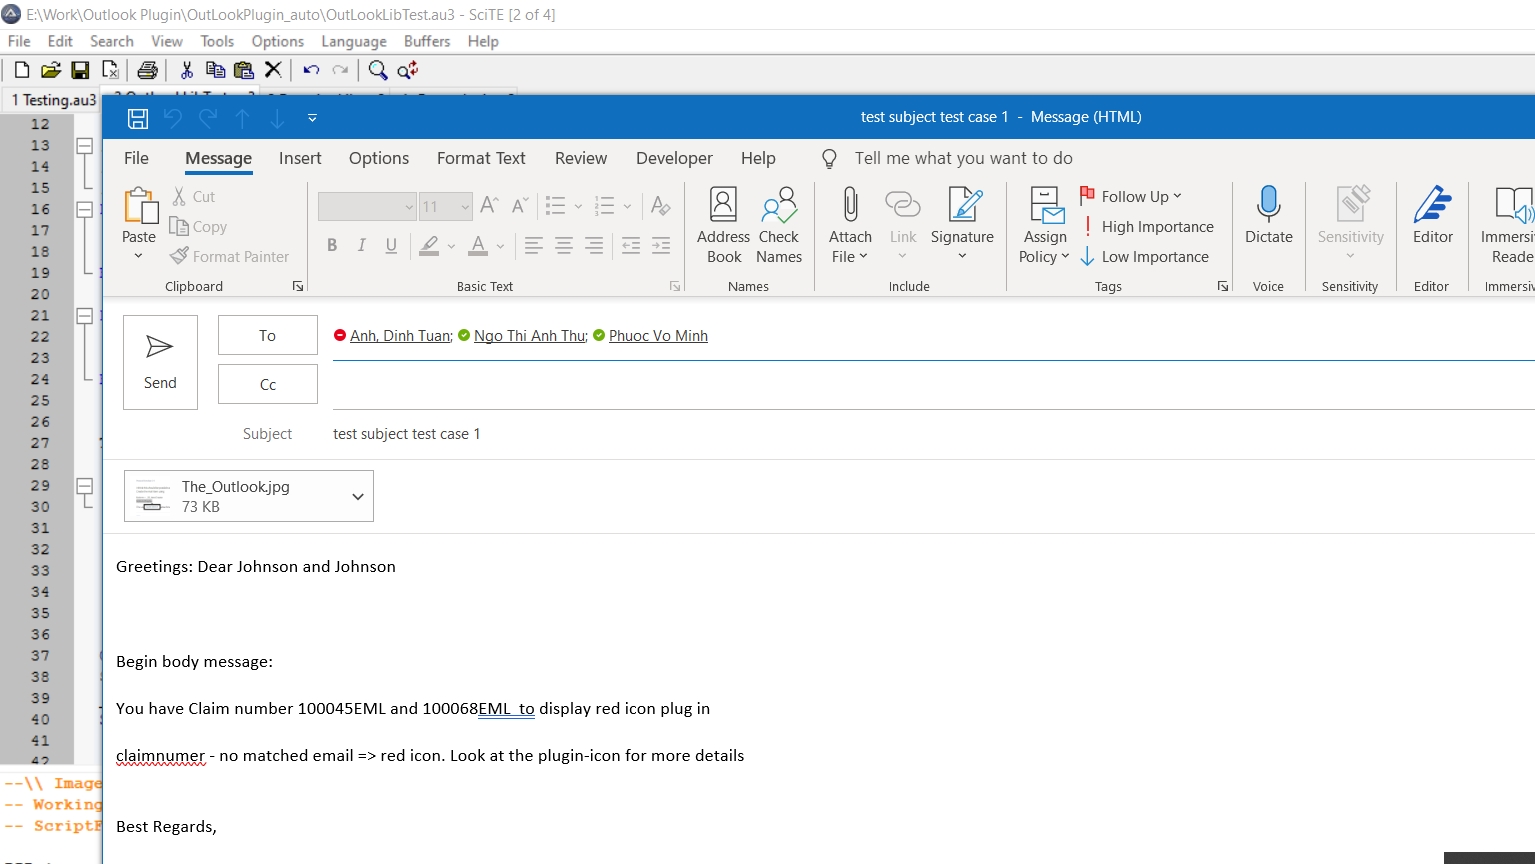 E:\Work\Outlook Plugin\OutLookPlugin_auto\OutLookLibTest.au3 - SciTE [2 of 4]
File Edit Search View Tools Options Language Buffers Help
1 Testing.au3
test subject test case 1 - Message (HTML)
File Message Insert Options Format Text Review Developer Help Tell me what you want to do
Paste
Cut
Copy
Format Painter
Clipboard
11
B I U A
Basic Text
Address Book
Check Names
Names
Attach File
Link
Signature
Include
Assign Policy
Follow Up
High Importance
Low Importance
Tags
Dictate
Voice
Sensitivity
Sensitivity
Editor
Editor
Send
To
Anh, Dinh Tuan; Ngo Thi Anh Thu; Phuoc Vo Minh
Cc
Subject
test subject test case 1
The_Outlook.jpg
73 KB
Greetings: Dear Johnson and Johnson
Begin body message:
You have Claim number 100045EML and 100068EML to display red icon plug in
claimnumer - no matched email => red icon. Look at the plugin-icon for more details
Best Regards,
12
13
14
15
16
17
18
19
20
21
22
23
24
25
26
27
28
29
30
31
32
33
34
35
36
37
38
39
40
41
42
--\\ Image
-- Working